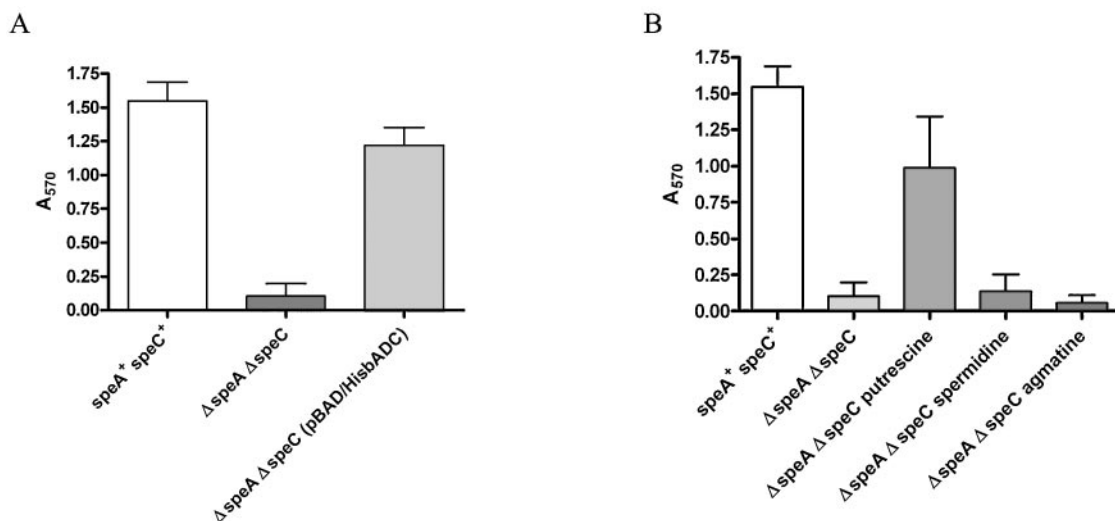 A
B
A570
1.75
1.50
1.25
1.00
0.75
0.50
0.25
0.00
speA+ speC+
ΔspeA ΔspeC
ΔspeA ΔspeC (pBAD/HisbADC)
A570
1.75
1.50
1.25
1.00
0.75
0.50
0.25
0.00
speA+ speC+
ΔspeA ΔspeC
ΔspeA ΔspeC putrescine
ΔspeA ΔspeC spermidine
ΔspeA ΔspeC agmatine